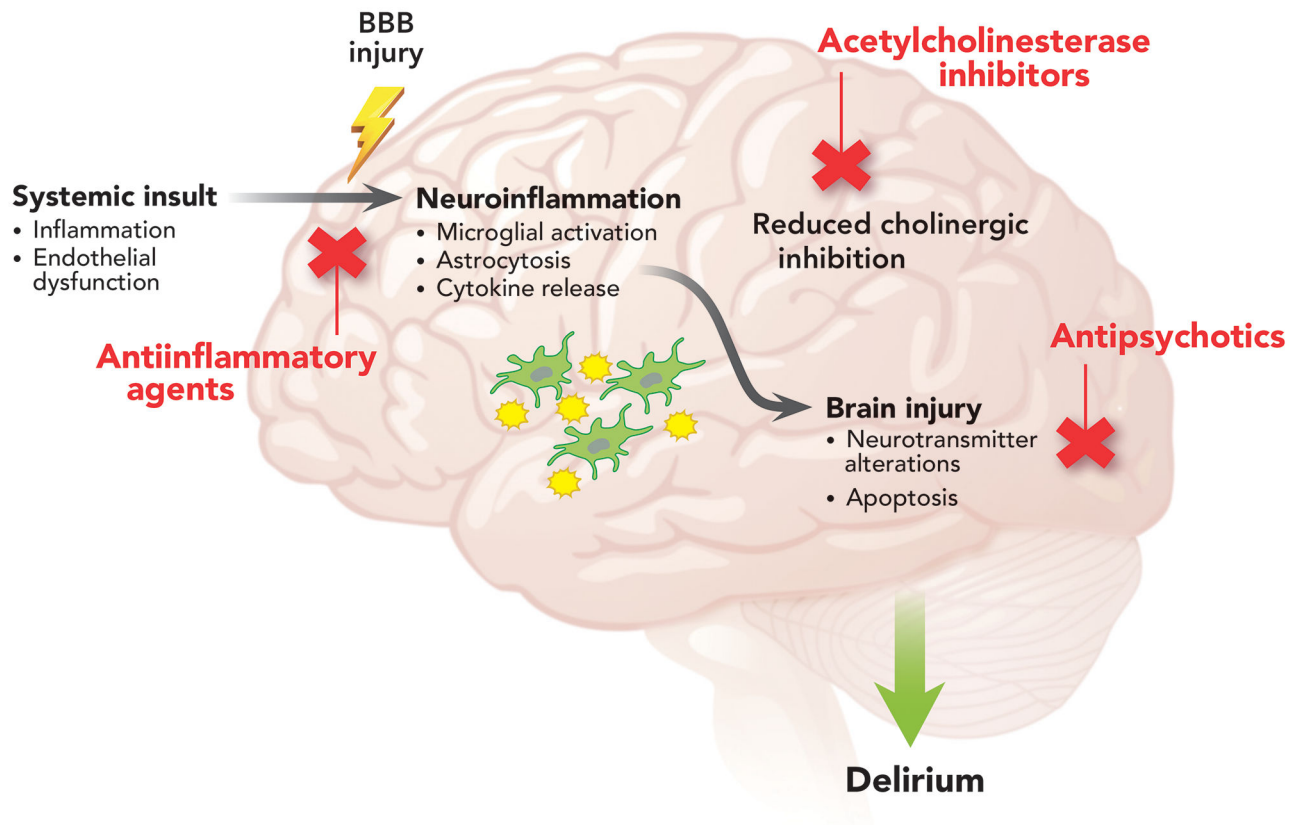 BBB
injury
Acetylcholinesterase
inhibitors
Systemic insult
• Inflammation
• Endothelial
dysfunction
Neuroinflammation
• Microglial activation
• Astrocytosis
• Cytokine release
Reduced cholinergic
inhibition
Antiinflammatory
agents
Antipsychotics
Brain injury
• Neurotransmitter
alterations
• Apoptosis
Delirium